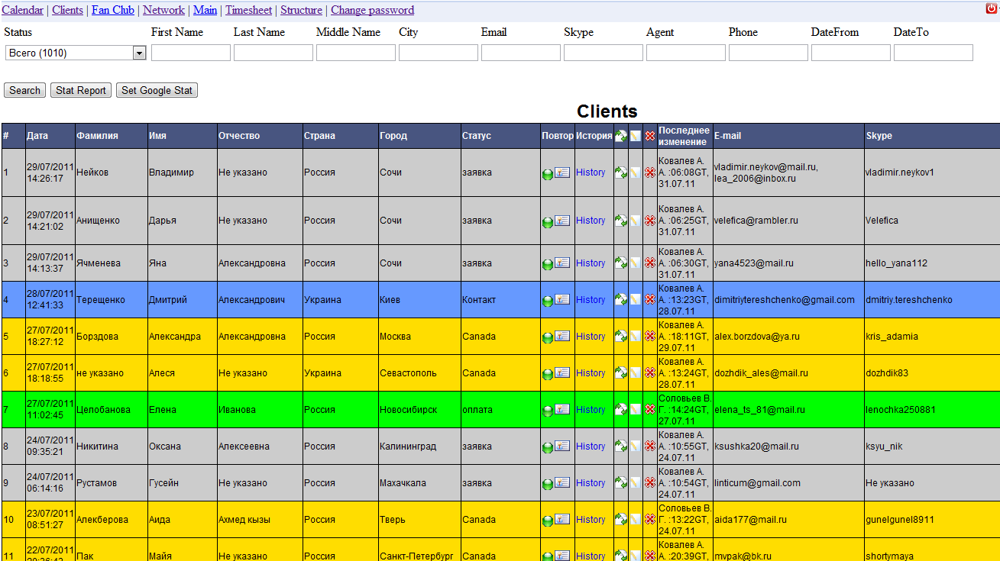 Calendar | Clients | Fan Club | Network | Main | Timesheet | Structure | Change password
Status First Name Last Name Middle Name City Email Skype Agent Phone DateFrom DateTo
Всего (1010)
Search Stat Report Set Google Stat
Clients
# Дата Фамилия Имя Отчество Страна Город Статус Повтор История Последнее изменение E-mail Skype
1 29/07/2011 14:26:17 Нейков Владимир Не указано Россия Сочи заявка History Ковалев А. А. :06:08GT, 31.07.11 vladimir.neykov@mail.ru, lea_2006@inbox.ru vladimir.neykov1
2 29/07/2011 14:21:02 Анищенко Дарья Не указано Россия Сочи заявка History Ковалев А. А. :06:25GT, 31.07.11 velefica@rambler.ru Velefica
3 29/07/2011 14:13:37 Ячменева Яна Александровна Россия Сочи заявка History Ковалев А. А. :06:30GT, 31.07.11 yana4523@mail.ru hello_yana112
4 28/07/2011 12:41:33 Терещенко Дмитрий Александрович Украина Киев Контакт History Ковалев А. А. :13:23GT, 28.07.11 dimitriytereshchenko@gmail.com dmitriy.tereshchenko
5 27/07/2011 18:27:12 Борздова Александра Александровна Россия Москва Canada History Ковалев А. А. :18:11GT, 29.07.11 alex.borzdova@ya.ru kris_adamia
6 27/07/2011 18:18:55 не указано Алеся Не указано Украина Севастополь Canada History Ковалев А. А. :13:24GT, 28.07.11 dozhdik_ales@mail.ru dozhdik83
7 27/07/2011 11:02:45 Целобанова Елена Иванова Россия Новосибирск оплата History Соловьев В. Г. :14:24GT, 27.07.11 elena_ts_81@mail.ru lenochka250881
8 24/07/2011 09:35:21 Никитина Оксана Алексеевна Россия Калининград заявка History Ковалев А. А. :10:55GT, 24.07.11 ksushka20@mail.ru ksyu_nik
9 24/07/2011 06:14:16 Рустамов Гусейн Не указано Россия Махачкала заявка History Ковалев А. А. :10:54GT, 24.07.11 linticum@gmail.com Не указано
10 23/07/2011 08:51:27 Алекберова Аида Ахмед кызы Россия Тверь Canada History Соловьев В. Г. :13:22GT, 24.07.11 aida177@mail.ru gunelgunel8911
11 22/07/2011 Пак Майя Не указано Россия Санкт-Петербург Canada History Ковалев А. А. :20:39GT, mvpak@bk.ru shortymaya